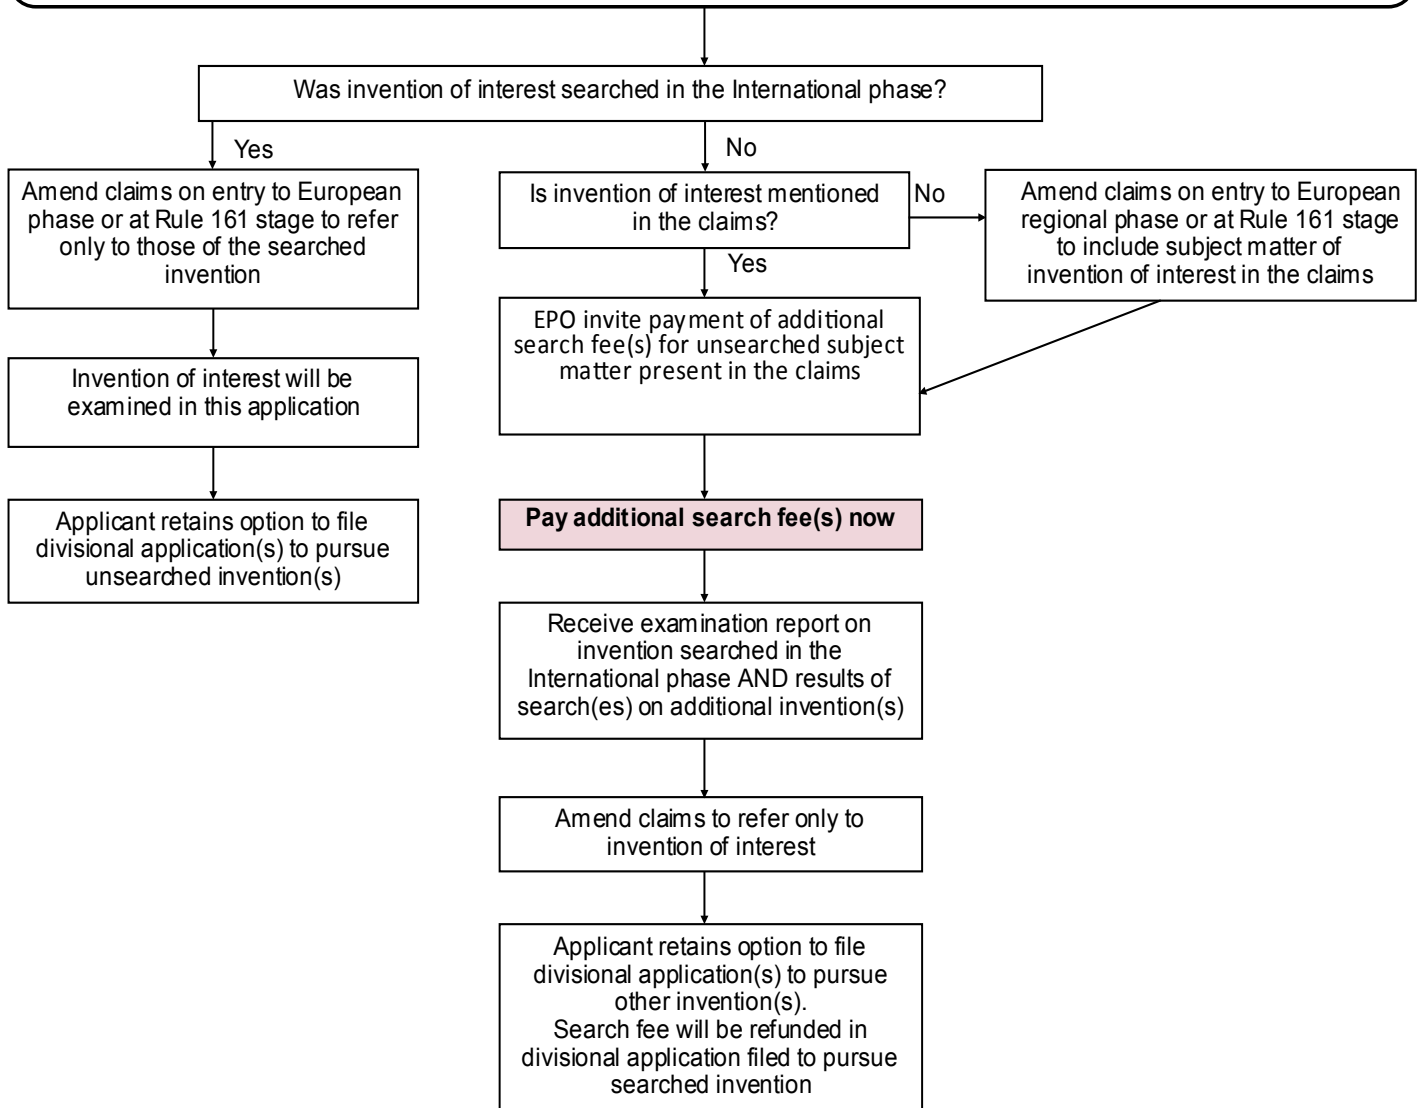 Was invention of interest searched in the International phase?
Yes
No
Amend claims on entry to European
phase or at Rule 161 stage to refer
only to those of the searched
invention
Is invention of interest mentioned
in the claims?
No
Amend claims on entry to European
regional phase or at Rule 161 stage
to include subject matter of
invention of interest in the claims
Yes
EPO invite payment of additional
search fee(s) for unsearched subject
matter present in the claims
Invention of interest will be
examined in this application
Applicant retains option to file
divisional application(s) to pursue
unsearched invention(s)
Pay additional search fee(s) now
Receive examination report on
invention searched in the
International phase AND results of
search(es) on additional invention(s)
Amend claims to refer only to
invention of interest
Applicant retains option to file
divisional application(s) to pursue
other invention(s).
Search fee will be refunded in
divisional application filed to pursue
searched invention